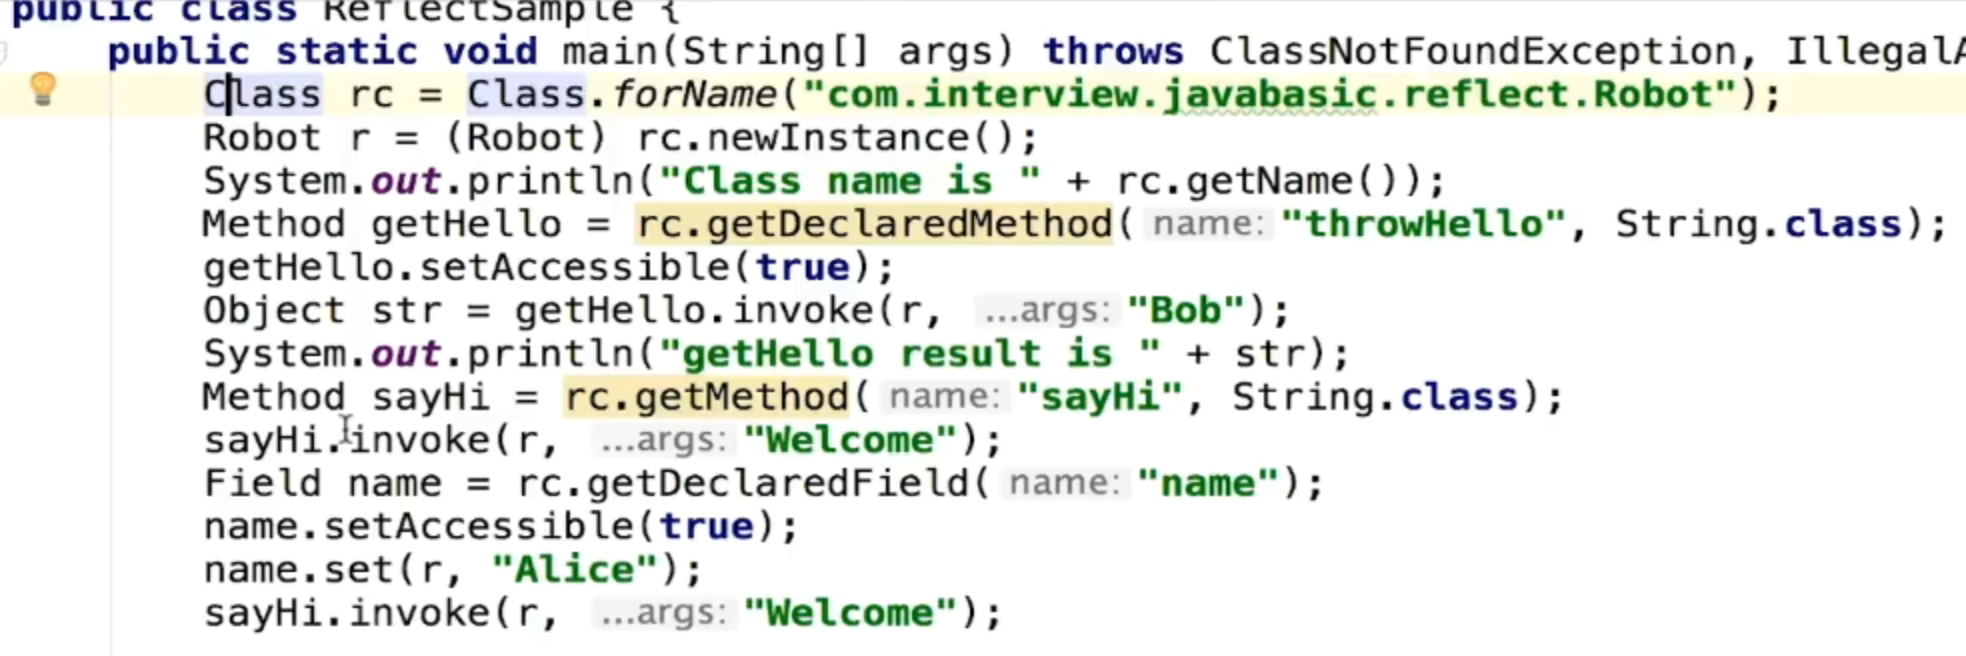 public class ReflectSample {
public static void main(String[] args) throws ClassNotFoundException, IllegalA
Class rc = Class.forName("com.interview.javabasic.reflect.Robot");
Robot r = (Robot) rc.newInstance();
System.out.println("Class name is " + rc.getName());
Method getHello = rc.getDeclaredMethod( name: "throwHello", String.class);
getHello.setAccessible(true);
Object str = getHello.invoke(r, ...args: "Bob");
System.out.println("getHello result is " + str);
Method sayHi = rc.getMethod( name: "sayHi", String.class);
sayHi.invoke(r, ...args: "Welcome");
Field name = rc.getDeclaredField( name: "name");
name.setAccessible(true);
name.set(r, "Alice");
sayHi.invoke(r, ...args: "Welcome");